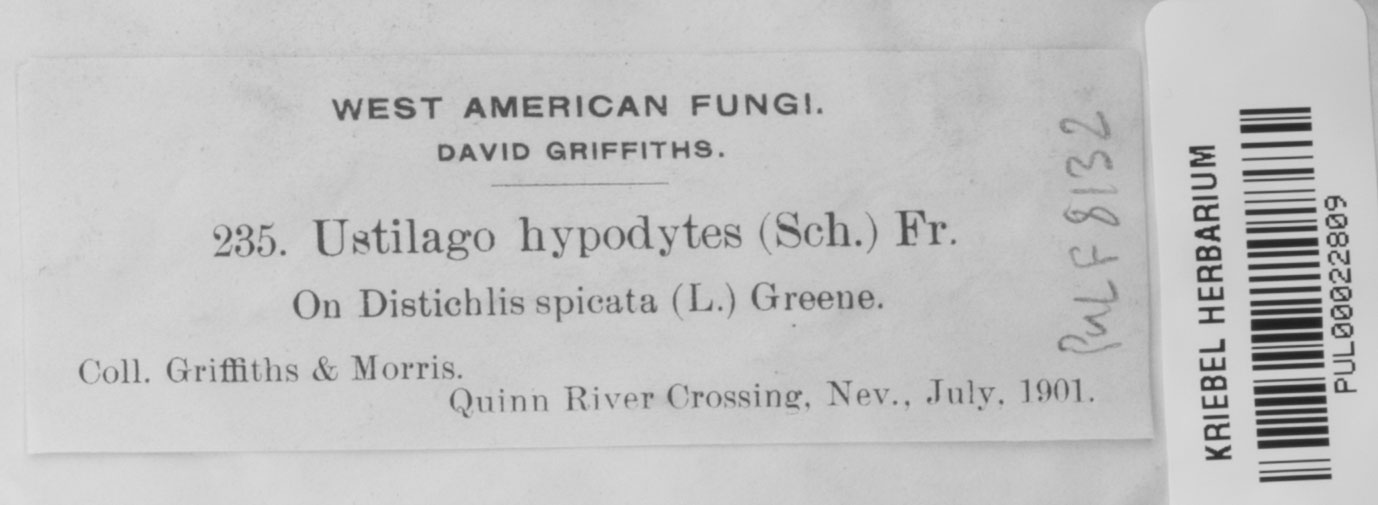 WEST AMERICAN FUNGI.
DAVID GRIFFITHS.
235. Ustilago hypodytes (Sch.) Fr.
On Distichlis spicata (L.) Greene.
Coll. Griffiths & Morris.
Quinn River Crossing, Nev., July, 1901.
PuL F 8132
KRIEBEL HERBARIUM
PUL00022809